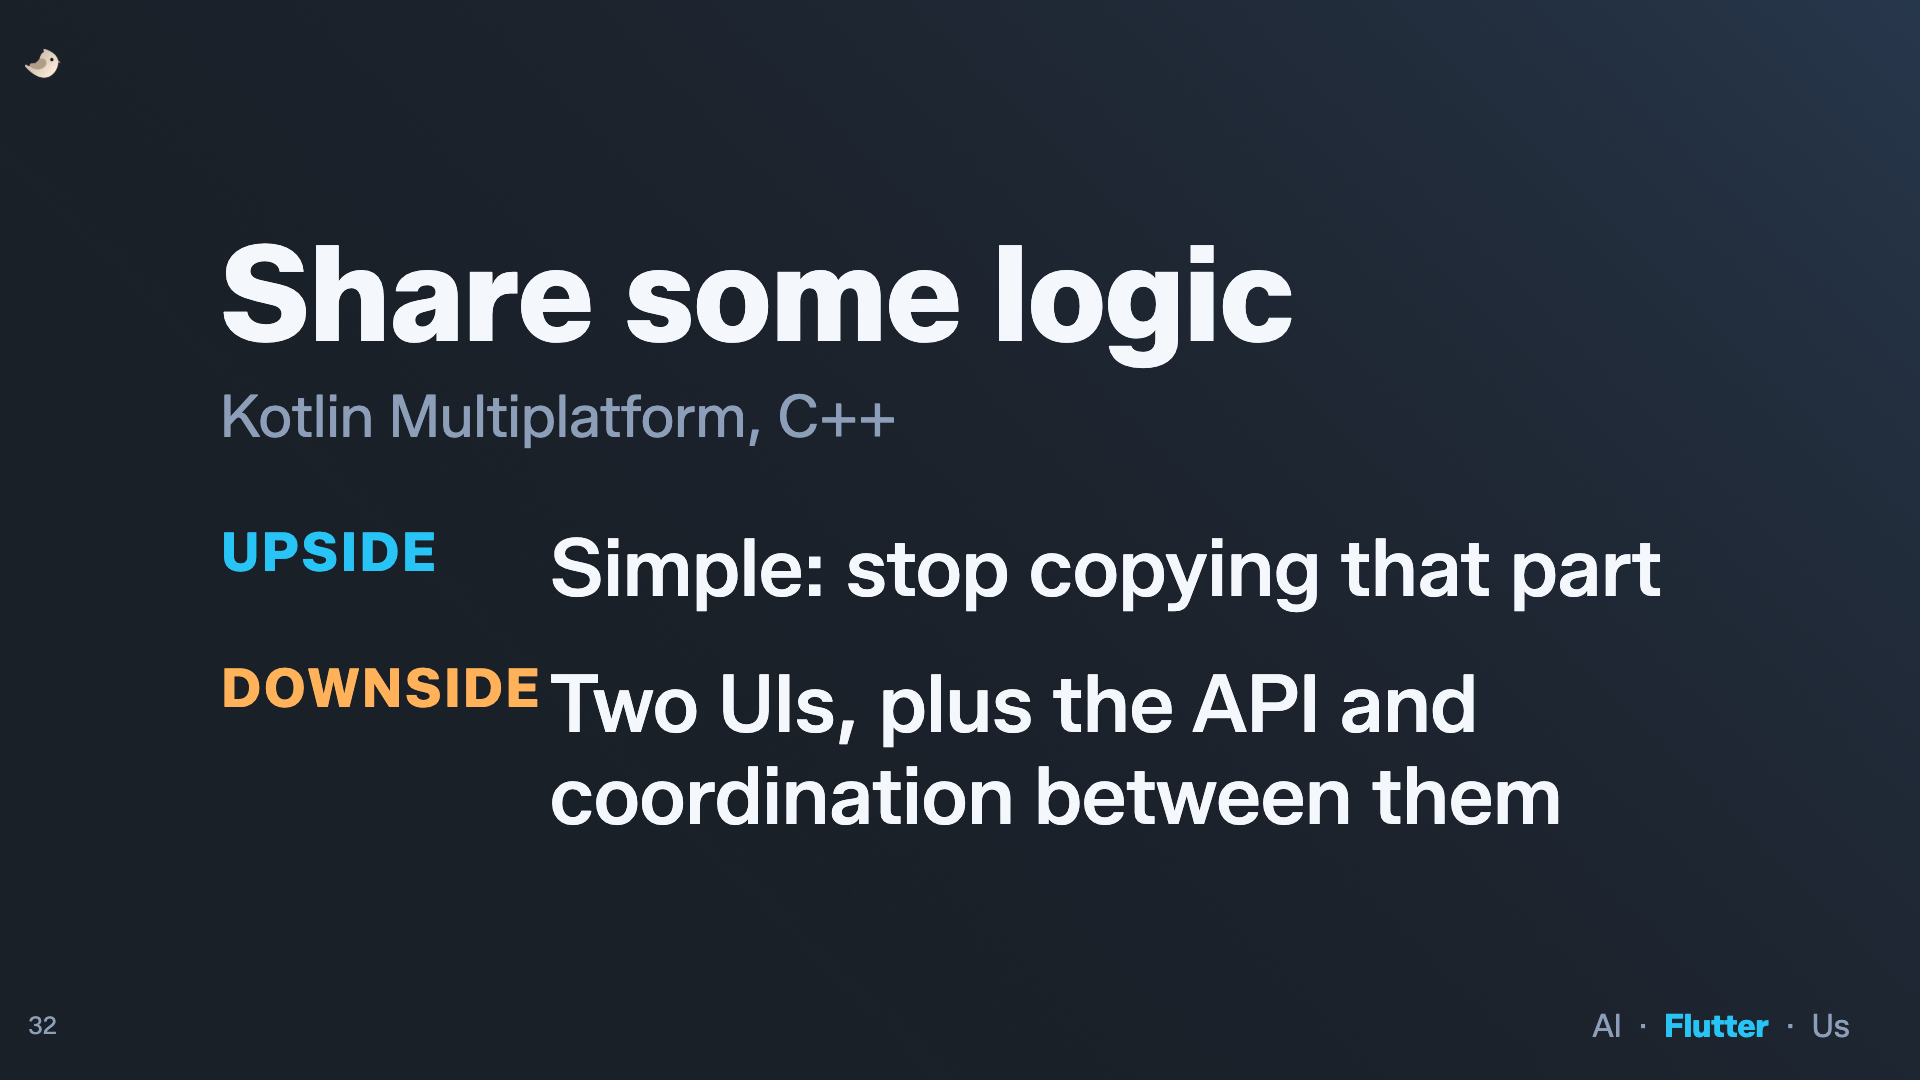 Share some logic
Kotlin Multiplatform, C++
UPSIDE Simple: stop copying that part
DOWNSIDE Two UIs, plus the API and
coordination between them
32
AI · Flutter · Us